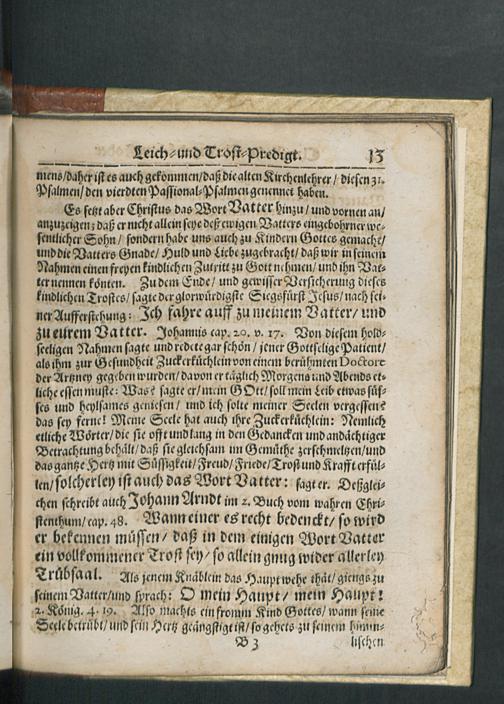 Leich- und Trost-Predigt. 13
mens/daher ist es auch gekommen/daß die alten Kirchenlehrer/ diesen 31.
Psalmen/ den vierdten Passional-Psalmen genennet haben.
Es setzt aber Christus das Wort Vatter hinzu/ und vornen an/
anzuzeigen; daß er nicht allein seye deß ewigen Vatters eingebohrner we-
sentlicher Sohn/ sondern habe uns auch zu Kindern Gottes gemacht/
und die Vatters Gnade/ Huld und Liebe zugebracht/ daß wir in seinem
Nahmen einen freyen kindlichen Zutritt zu Gott nehmen/ und ihn Vat-
ter nennen könten. Zu dem Ende/ und gewisser Versicherung dieses
kindlichen Trostes/ sagte der glorwürdigste Siegsfürst Jesus/ nach sei-
ner Aufferstehung: Ich fahre auff zu meinem Vatter/ und
zu eurem Vatter. Johannis cap. 20. v. 17. Von diesem hold-
seeligen Nahmen sagte und redete gar schön/ jener Gottselige Patient/
als ihm zur Gesundheit Zuckerküchlein von einem berühmten Doctore
der Artzney gegeben wurden/ davon er täglich Morgens und Abends et-
liche essen muste: Was? sagte er/ mein GOtt/ soll mein Leib etwas süs-
ses und heylsames geniesen/ und ich solte meiner Seelen vergessen?
das sey ferne! Meine Seele hat auch ihre Zuckerküchlein: Nemlich
etliche Wörter/ die sie offt und lang in den Gedancken und andächtiger
Betrachtung behält/ daß sie gleichsam im Gemüthe zerschmeltzen/ und
das gantze Hertz mit Süssigkeit/ Freud/ Friede/ Trost und Krafft erfül-
len/ solcherley ist auch das Wort Vatter: sagt er. Deßglei-
chen schreibt auch Johann Arndt im 2. Buch vom wahren Chri-
stenthum/ cap. 48. Wann einer es recht bedenckt/ so wird
er bekennen müssen/ daß in dem einigen Wort Vatter
ein vollkommener Trost sey/ so allein gnug wider allerley
Trübsaal. Als jenem Knäblein das Haupt wehe thät/ giengs zu
seinem Vatter/und sprach: O mein Haupt/ mein Haupt!
2. König. 4. 19. Also machts ein fromm Kind Gottes/ wann seine
Seele betrübt/ und sein Hertz geängstigt ist/ so gehets zu seinem himm-
B 3 lischen